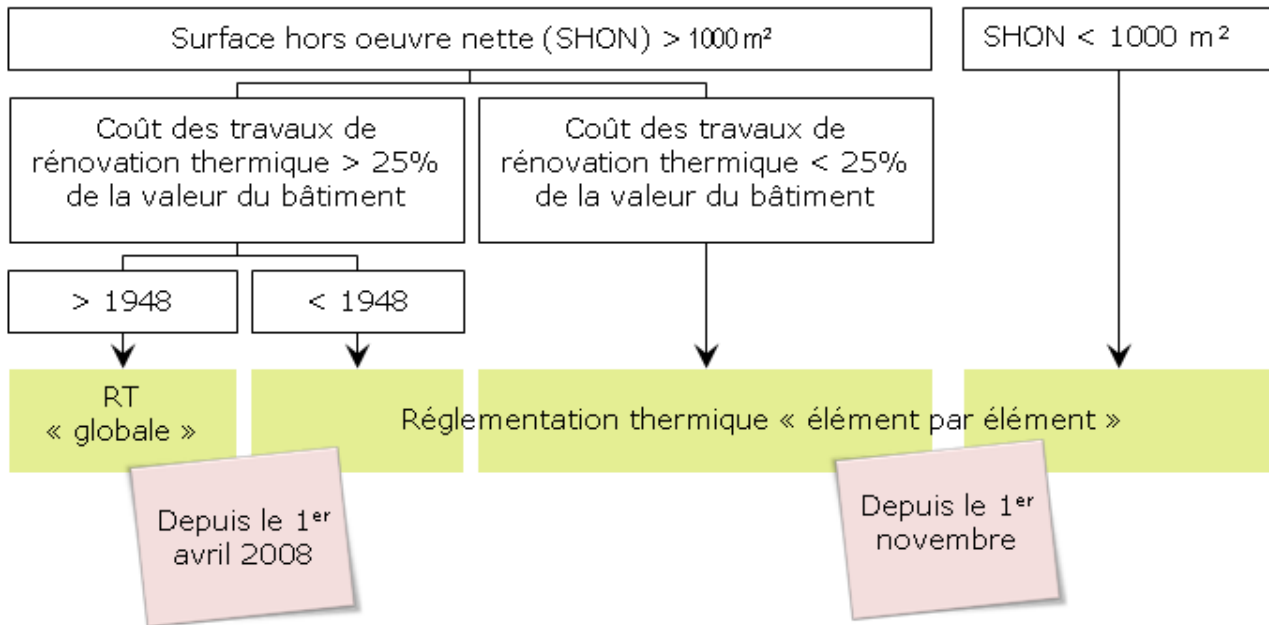 Surface hors oeuvre nette (SHON) > 1000 m²
SHON < 1000 m²
Coût des travaux de
rénovation thermique > 25%
de la valeur du bâtiment
Coût des travaux de
rénovation thermique < 25%
de la valeur du bâtiment
> 1948
< 1948
RT
« globale »
Réglementation thermique « élément par élément »
Depuis le 1er
avril 2008
Depuis le 1er
novembre